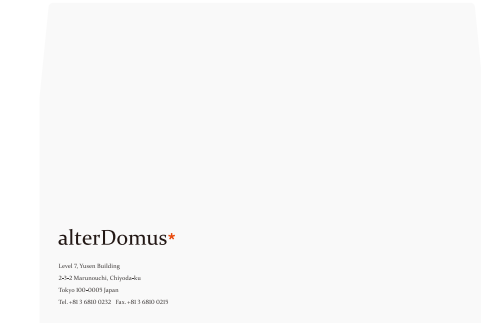 alterDomus*
Level 7, Yusen Building
2-3-2 Marunouchi, Chiyoda-ku
Tokyo 100-0005 Japan
Tel. +81 3 6810 0232 Fax. +81 3 6810 0215